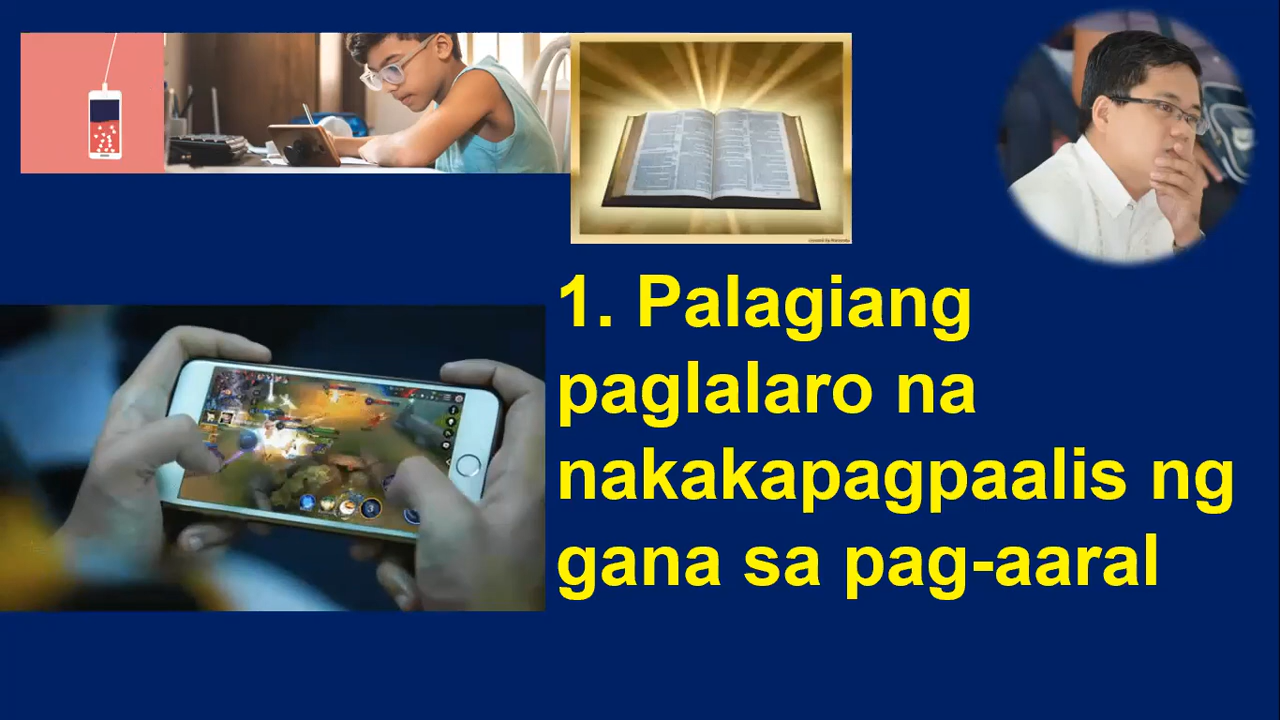 1. Palagiang
paglalaro na
nakakapagpaalis ng
gana sa pag-aaral